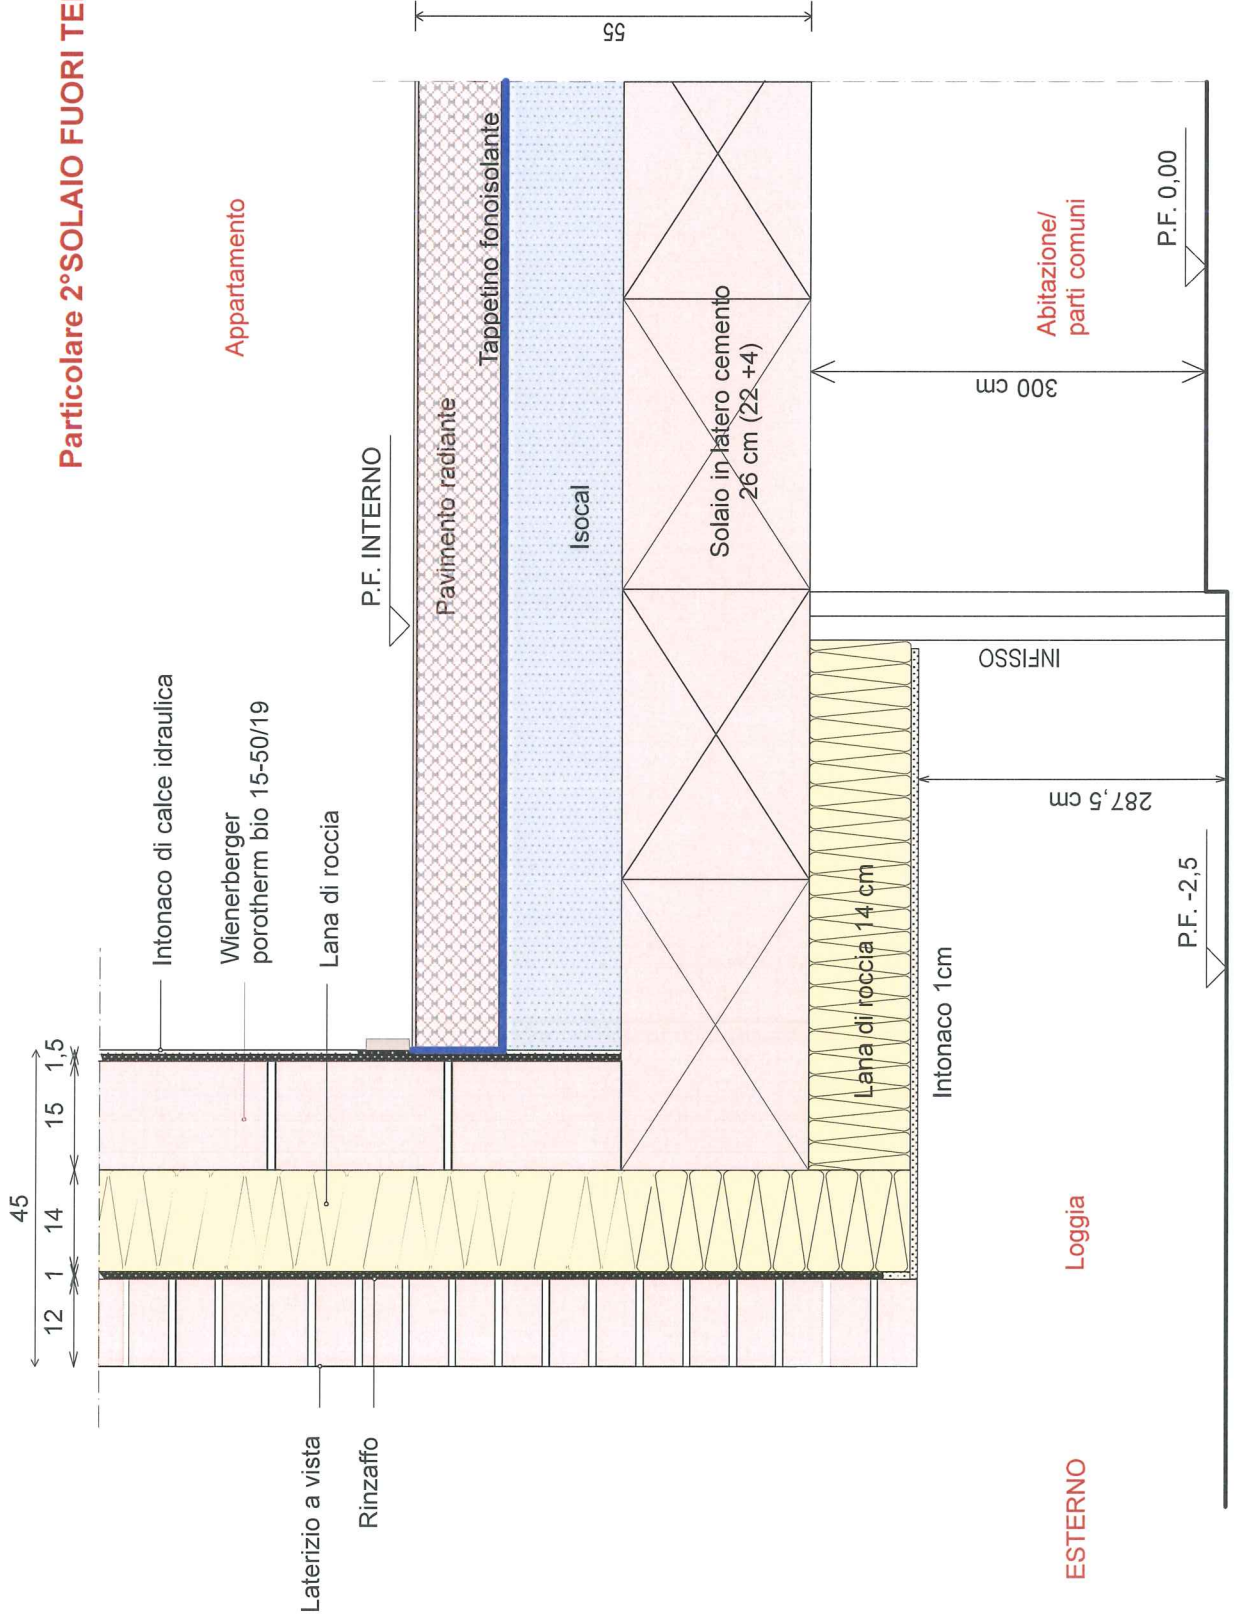 Particolare 2°SOLAIO FUORI TE
Appartamento
45
12
1
14
15
1,5
Intonaco di calce idraulica
Wienerberger
porotherm bio 15-50/19
Lana di roccia
Laterizio a vista
Rinzaffo
P.F. INTERNO
Pavimento radiante
Tappetino fonoisolante
Isocal
55
Solaio in latero cemento
26 cm (22 +4)
Lana di roccia 14 cm
Intonaco 1cm
INFISSO
300 cm
287,5 cm
Abitazione/
parti comuni
P.F. 0,00
P.F. -2,5
Loggia
ESTERNO